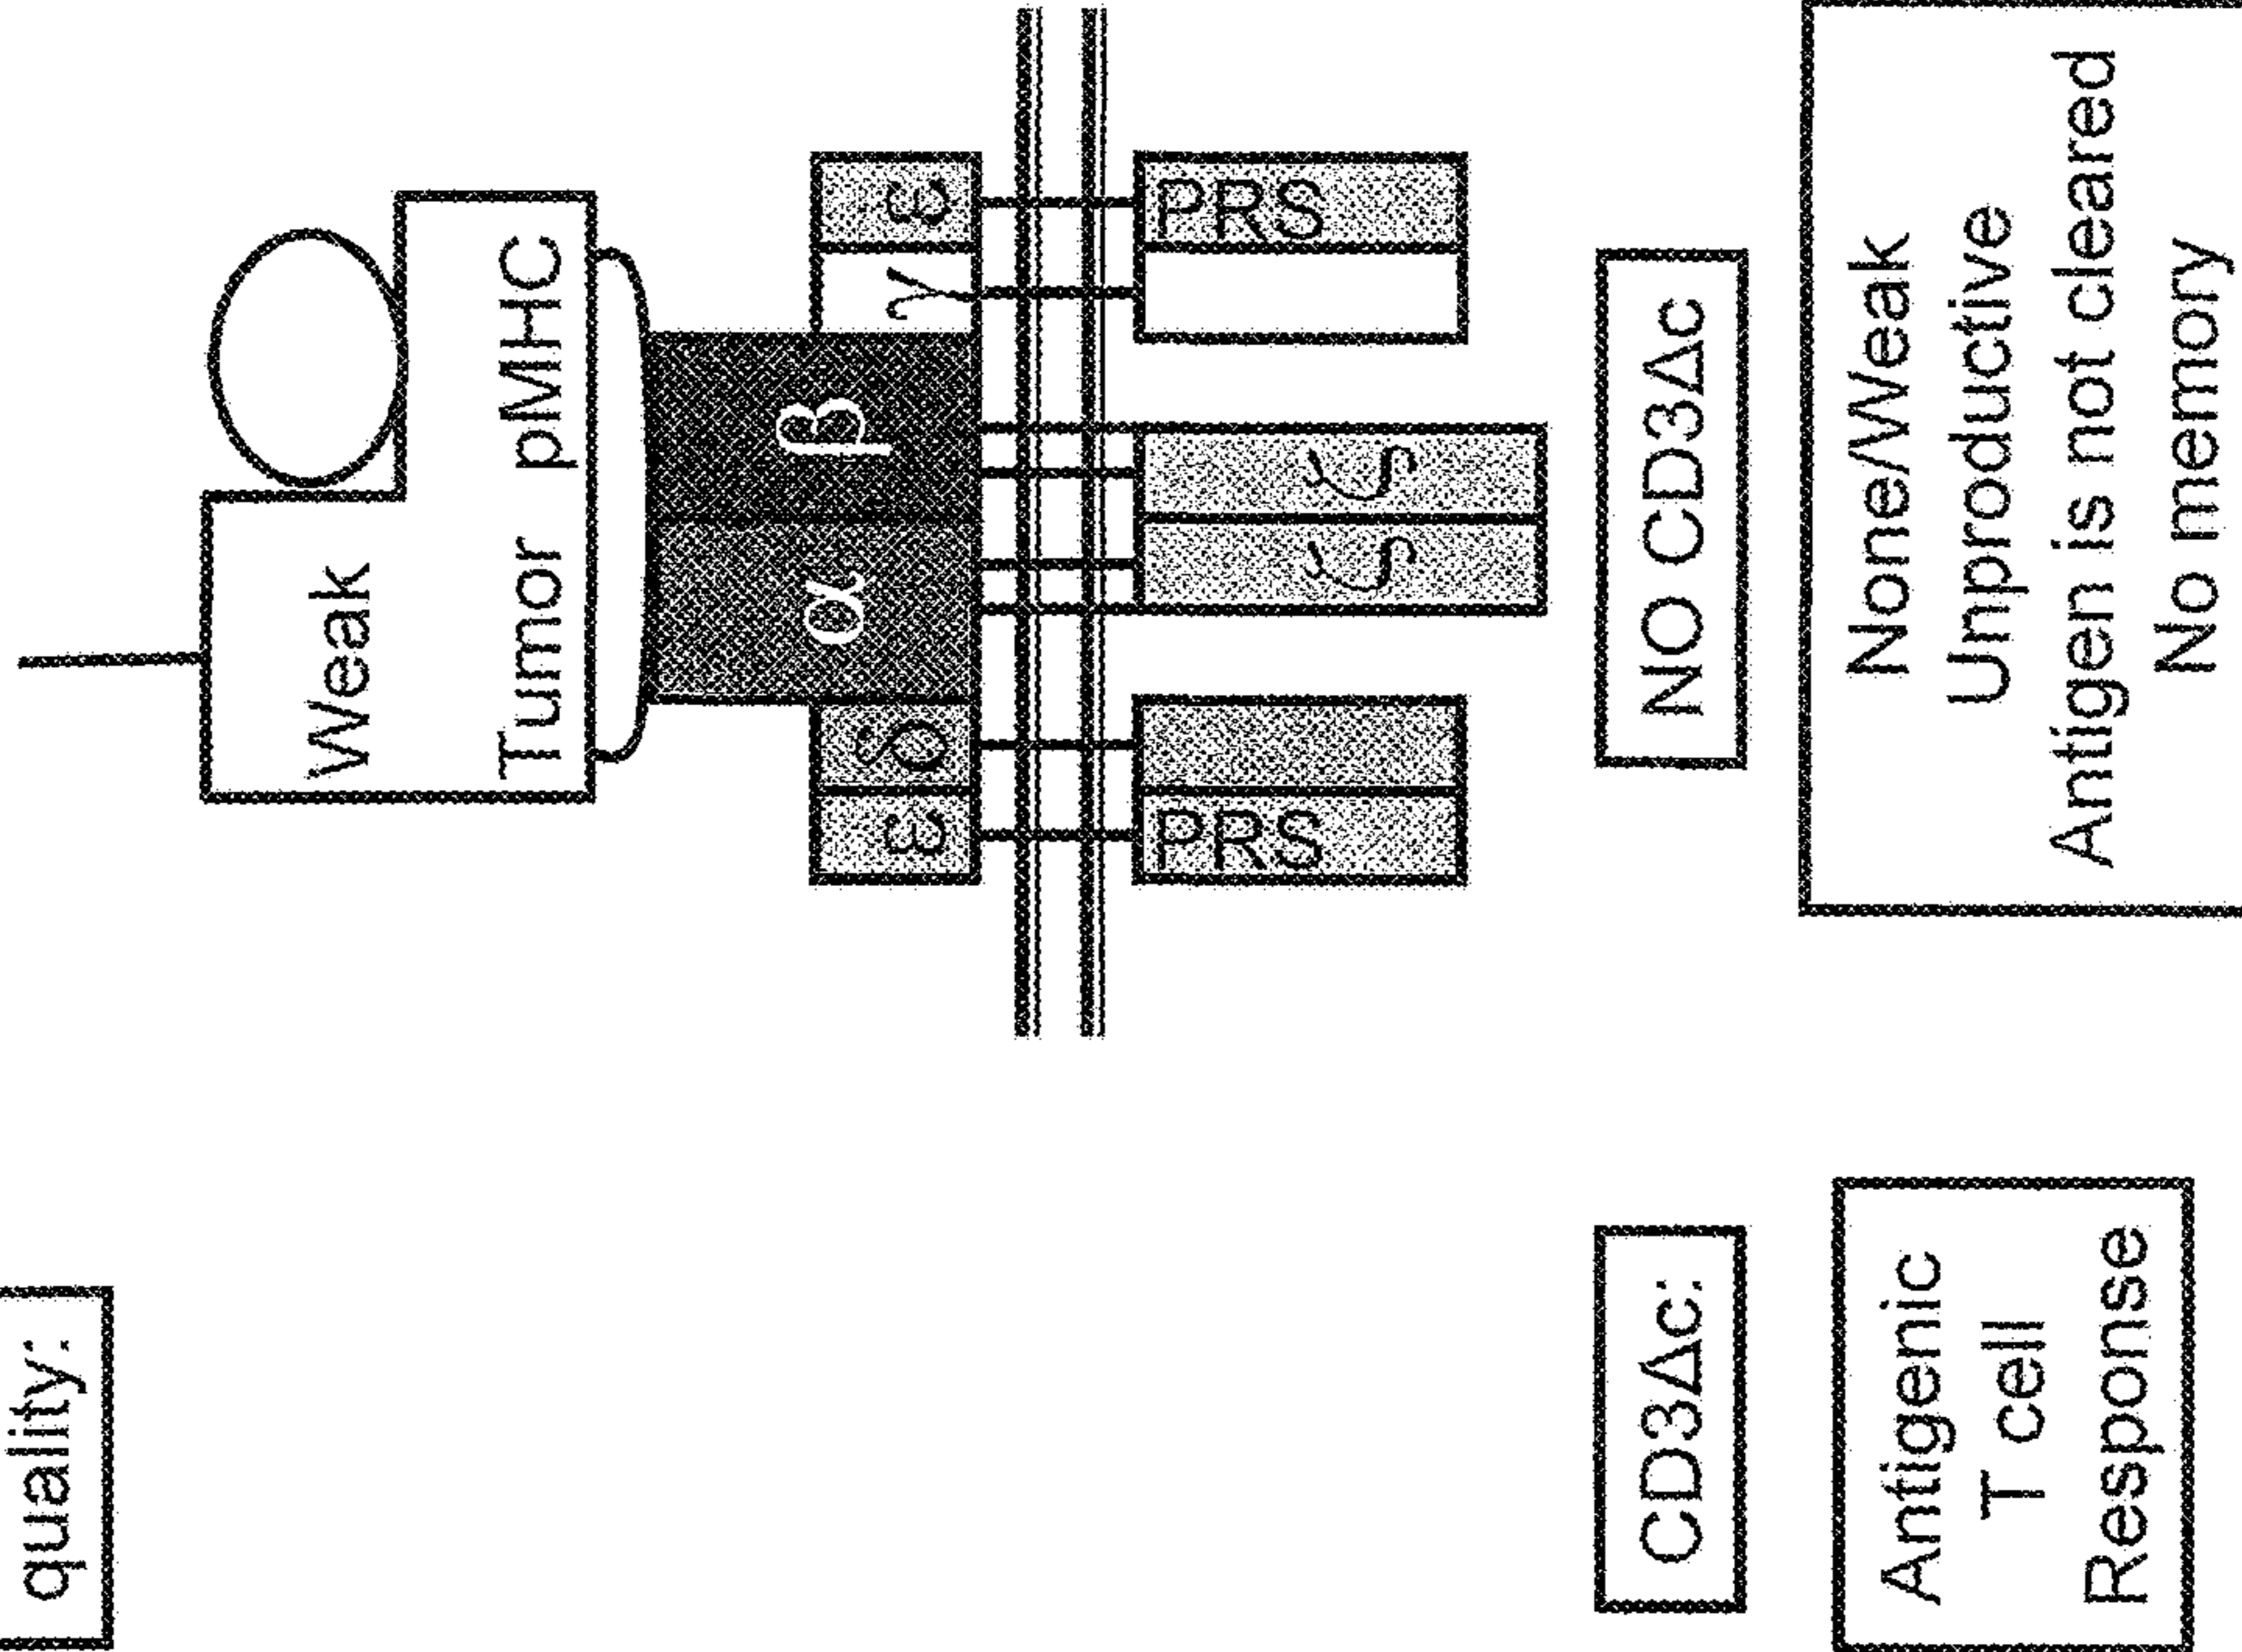 quality:
Weak
Tumor pMHC
α
β
ε
δ
γ
ε
PRS
PRS
ζ
ζ
CD3Δc:
NO CD3Δc
Antigenic
T cell
Response
None/Weak
Unproductive
Antigen is not cleared
No memory